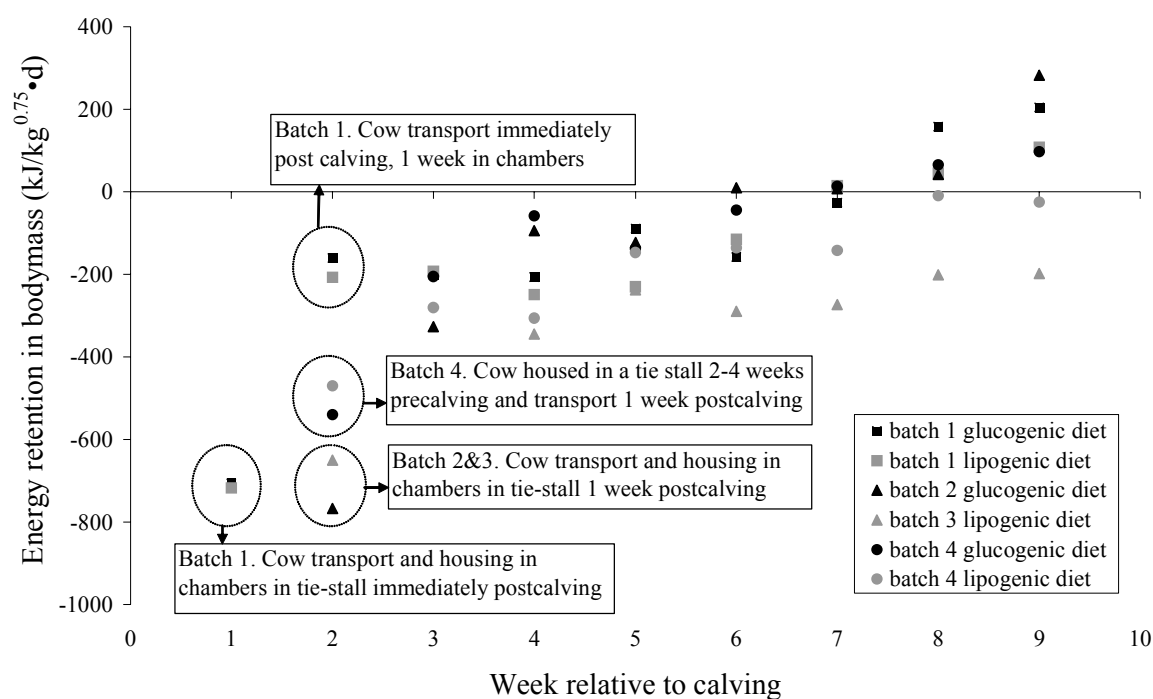 400
200
0
-200
-400
-600
-800
-1000
Energy retention in bodymass (kJ/kg^0.75•d)
Batch 1. Cow transport immediately
post calving, 1 week in chambers
Batch 4. Cow housed in a tie stall 2-4 weeks
precalving and transport 1 week postcalving
Batch 2&3. Cow transport and housing in
chambers in tie-stall 1 week postcalving
Batch 1. Cow transport and housing in
chambers in tie-stall immediately postcalving
batch 1 glucogenic diet
batch 1 lipogenic diet
batch 2 glucogenic diet
batch 3 lipogenic diet
batch 4 glucogenic diet
batch 4 lipogenic diet
0 1 2 3 4 5 6 7 8 9 10
Week relative to calving